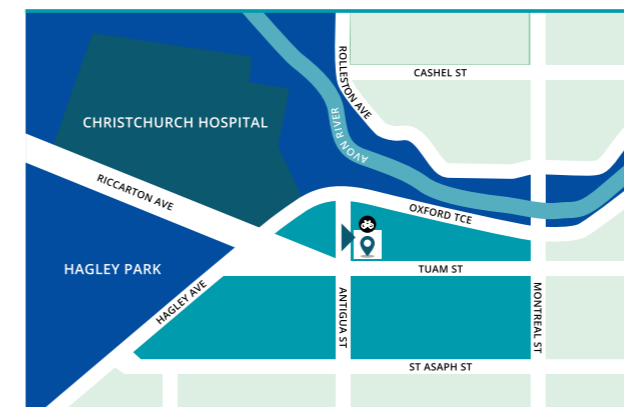 CASHEL ST
ROLLESTON AVE
CHRISTCHURCH HOSPITAL
AVON RIVER
RICCARTON AVE
OXFORD TCE
HAGLEY PARK
TUAM ST
HAGLEY AVE
ANTIGUA ST
MONTREAL ST
ST ASAPH ST